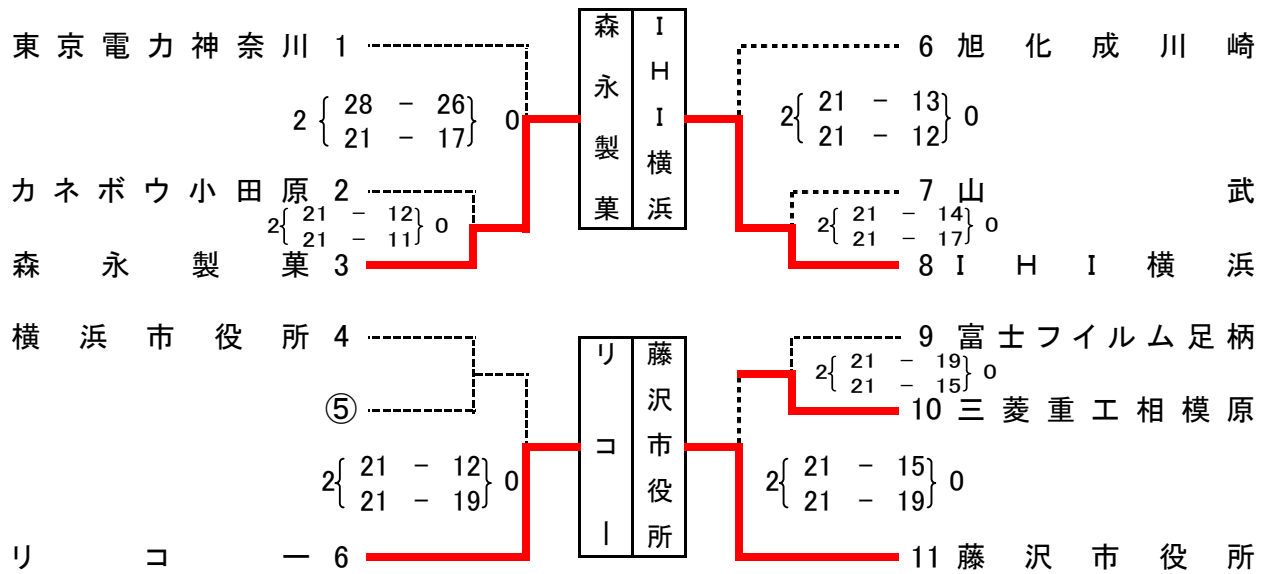 東京電力神奈川 1
2 { 28 － 26 } 0
21 － 17
カネボウ小田原 2
2 { 21 － 12 } 0
21 － 11
森永製菓 3
横浜市役所 4
⑤
2 { 21 － 12 } 0
21 － 19
リコー 6
森永製菓
IHI横浜
リコー
藤沢市役所
6 旭化成川崎
2 { 21 － 13 } 0
21 － 12
7 山武
2 { 21 － 14 } 0
21 － 17
8 IHI横浜
9 富士フイルム足柄
2 { 21 － 19 } 0
21 － 15
10 三菱重工相模原
2 { 21 － 15 } 0
21 － 19
11 藤沢市役所